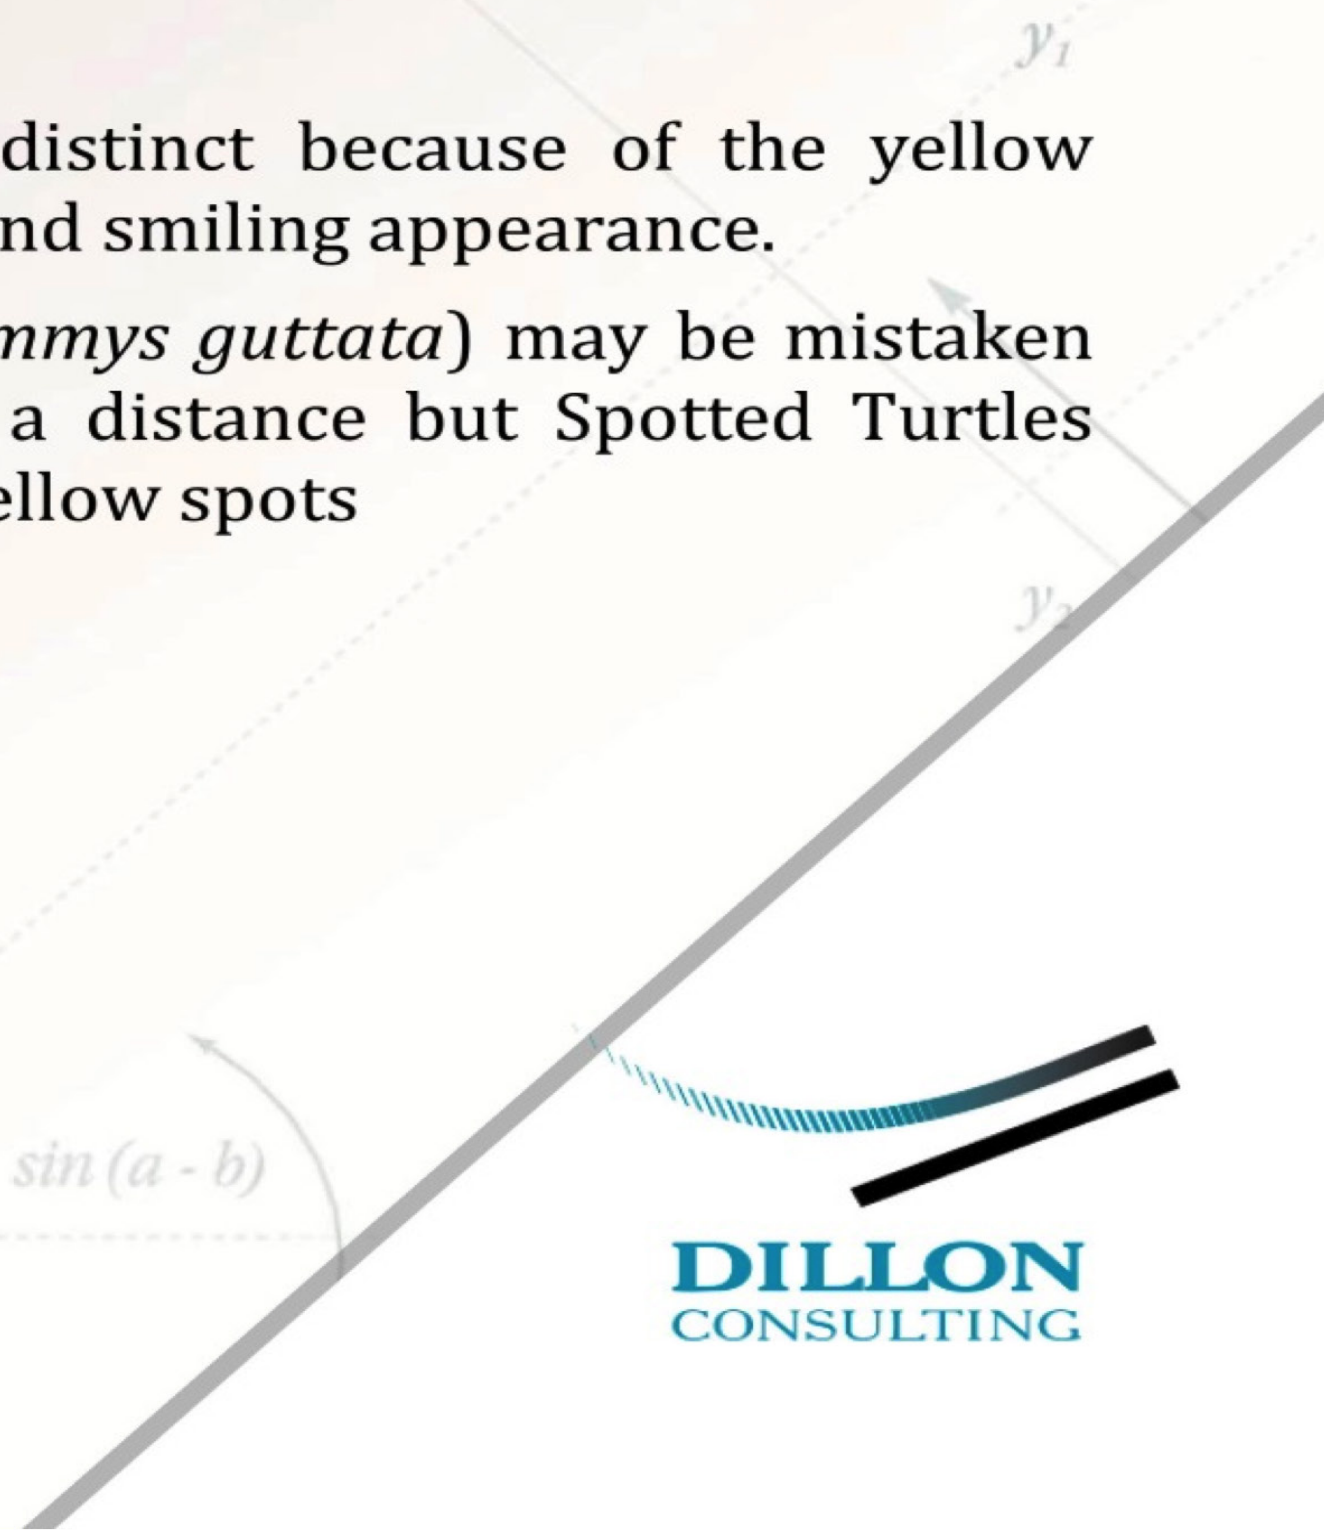 y₁
distinct because of the yellow
nd smiling appearance.
mmys guttata) may be mistaken
a distance but Spotted Turtles
ellow spots
y₂
sin (a - b)
DILLON
CONSULTING